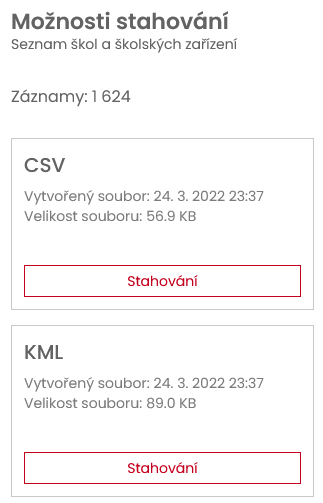 Možnosti stahování
Seznam škol a školských zařízení
Záznamy: 1 624
CSV
Vytvořený soubor: 24. 3. 2022 23:37
Velikost souboru: 56.9 KB
Stahování
KML
Vytvořený soubor: 24. 3. 2022 23:37
Velikost souboru: 89.0 KB
Stahování